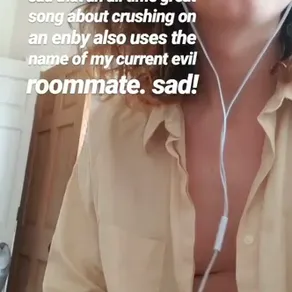 song about crushing on
an enby also uses the
name of my current evil
roommate. sad!